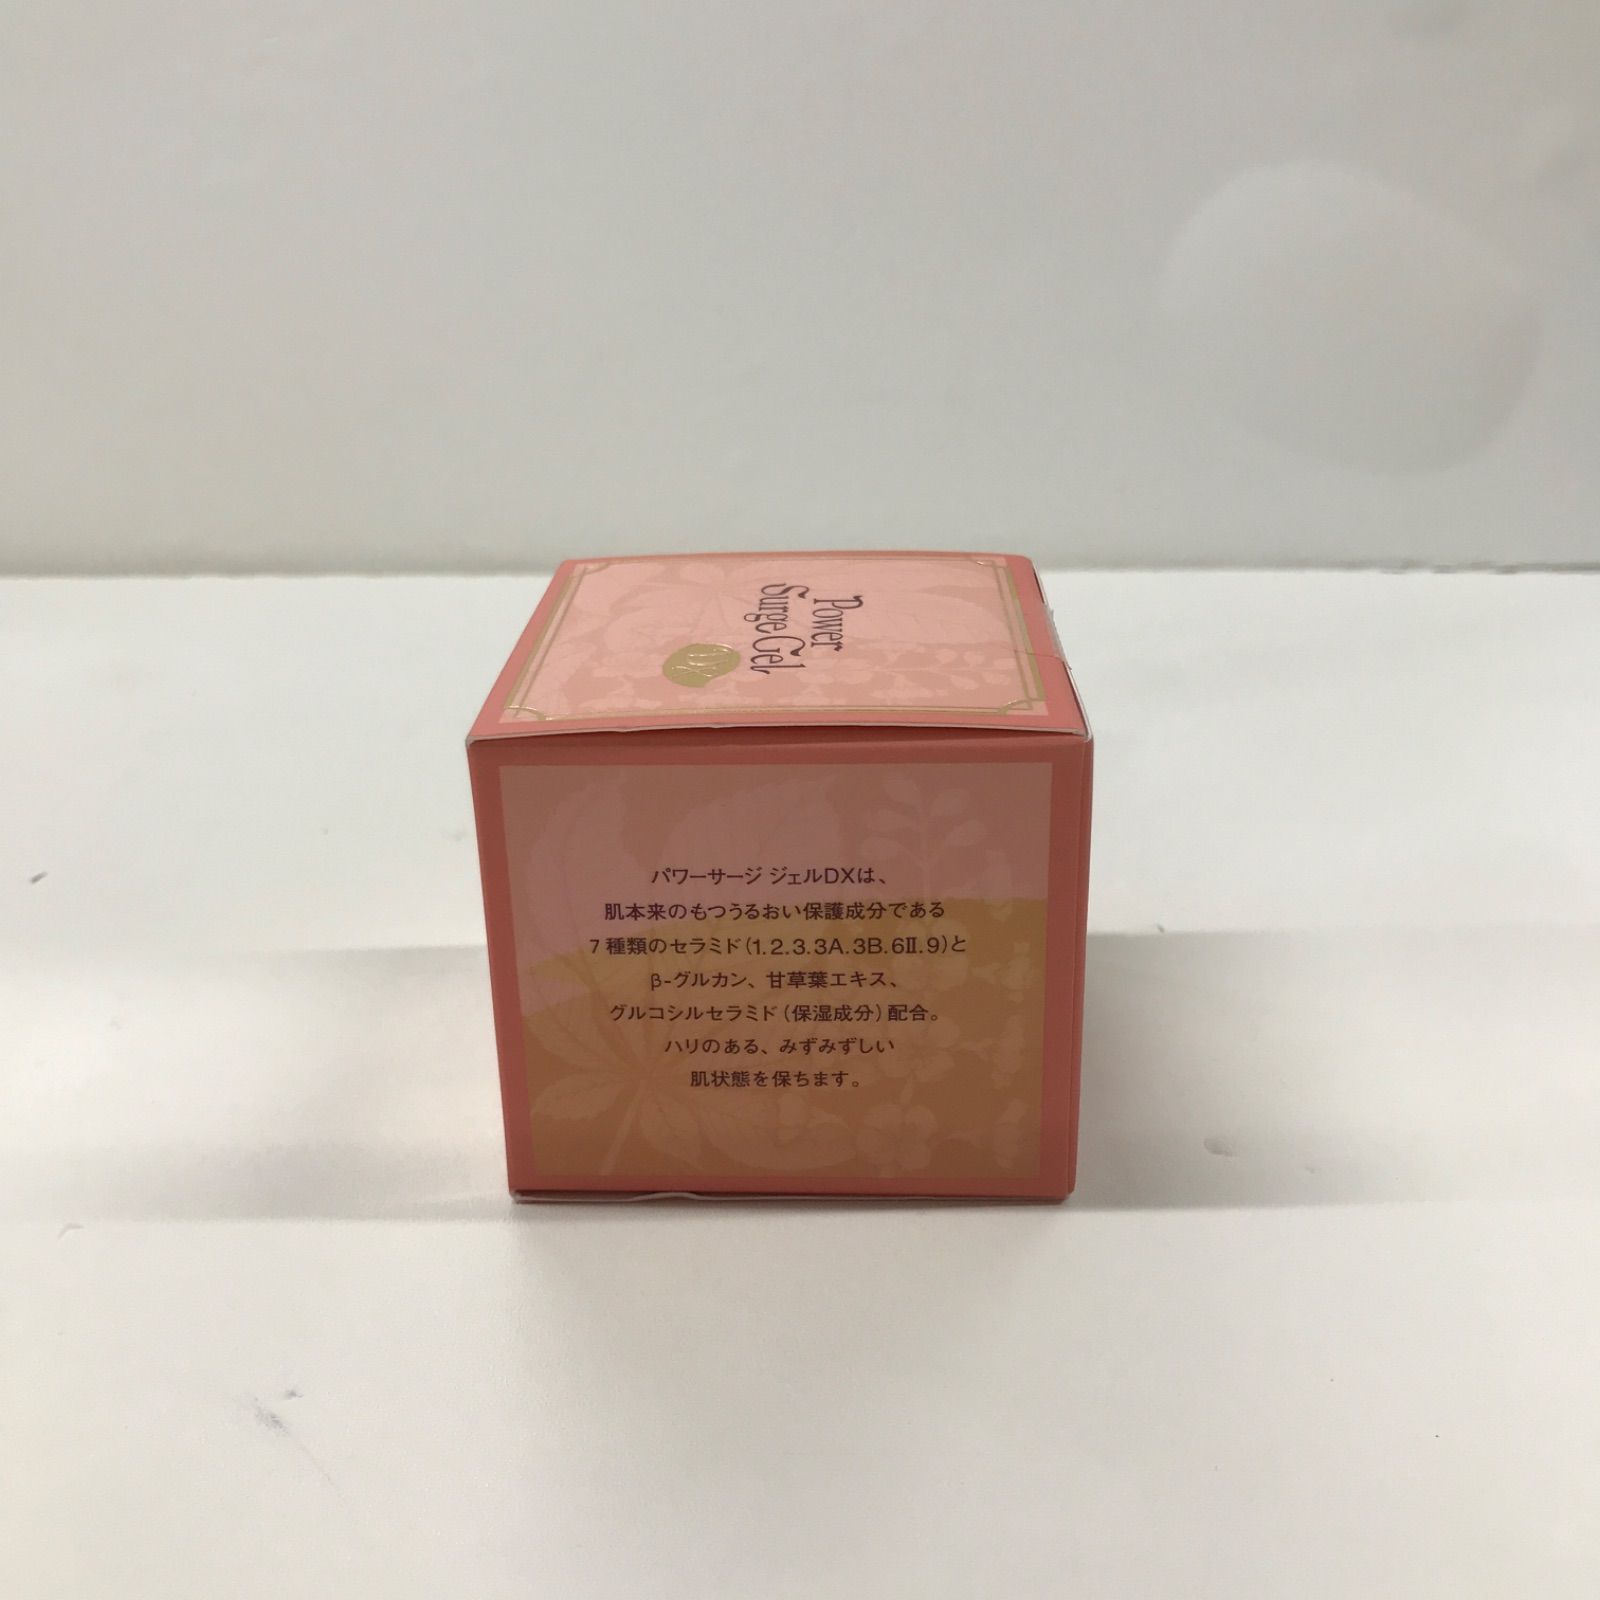 Power
Surge Gel
DX
パワーサージ ジェルDXは、
肌本来のもつうるおい保護成分である
7種類のセラミド(1.2.3.3A.3B.6Ⅱ.9)と
β-グルカン、甘草葉エキス、
グルコシルセラミド(保湿成分)配合。
ハリのある、みずみずしい
肌状態を保ちます。